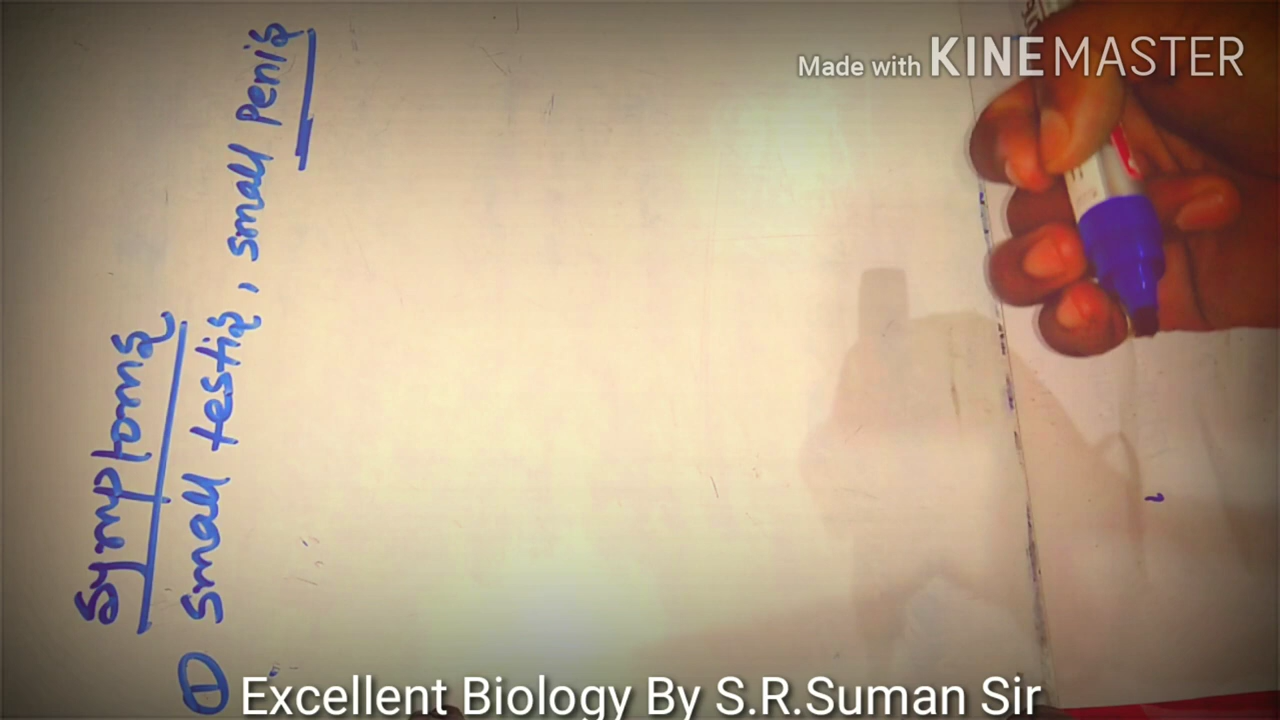 Made with KINEMASTER
Symptoms
① Small testis, small Penis
Excellent Biology By S.R.Suman Sir